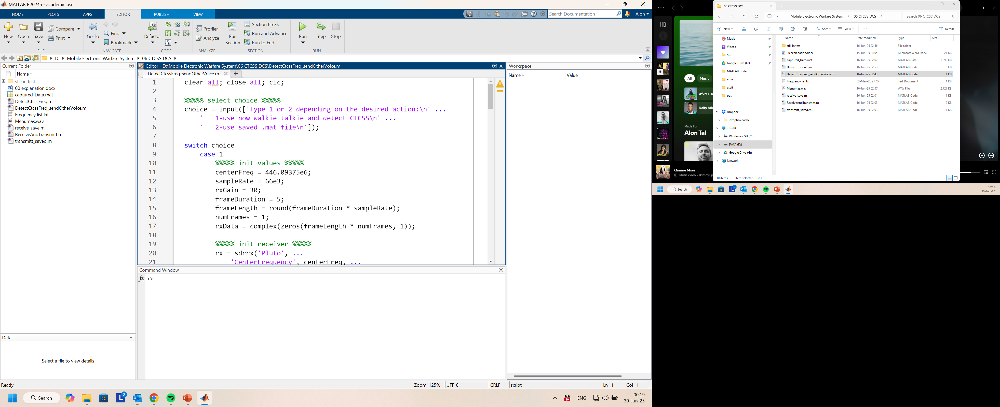 MATLAB R2024a - academic use
HOME PLOTS APPS EDITOR PUBLISH VIEW
Search Documentation Alon
New Open Save Compare Print
Go To Find Bookmark
Refactor
Profiler
Analyze
Run Section
Section Break
Run and Advance
Run to End
Run Step Stop
FILE NAVIGATE CODE ANALYZE SECTION RUN
D: Mobile Electronic Warfare System 06 CTCSS DCS
Current Folder
Name
still in test
00 explanation.docx
captured_Data.mat
DetectCtcssFreq.m
DetectCtcssFreq_sendOtherVoice.m
Frequency list.txt
Menumas.wav
receive_save.m
ReceiveAndTransmitt.m
transmitt_saved.m
Details
Select a file to view details
Editor - D:\Mobile Electronic Warfare System\06 CTCSS DCS\DetectCtcssFreq_sendOtherVoice.m
DetectCtcssFreq_sendOtherVoice.m
1 clear all; close all; clc;
2
3 %%%%% select choice %%%%%
4 choice = input(['Type 1 or 2 depending on the desired action:\n' ...
5 '   1-use now walkie talkie and detect CTCSS\n' ...
6 '   2-use saved .mat file\n']);
7
8 switch choice
9 case 1
10 %%%%% init values %%%%%
11 centerFreq = 446.09375e6;
12 sampleRate = 66e3;
13 rxGain = 30;
14 frameDuration = 5;
15 frameLength = round(frameDuration * sampleRate);
16 numFrames = 1;
17 rxData = complex(zeros(frameLength * numFrames, 1));
18
19 %%%%% init receiver %%%%%
20 rx = sdrrx('Pluto', ...
21 'CenterFrequency', centerFreq, ...
Command Window
fx >>
Workspace
Name Value
Ready
Zoom: 125% UTF-8 CRLF script Ln 1 Col 1
Search
2
10
ENG
00:19
30-Jun-25
06 CTCSS DCS
Mobile Electronic Warfare System > 06 CTCSS DCS >
Search 06 CTCSS DCS
New Sort View Details
Music
Videos
SCE
Google Drive (G:)
MATLAB Code
ascii
ascii
out
Dropbox
.dropbox.cache
This PC
Windows-SSD (C:)
DATA (D:)
Google Drive (G:)
Network
Name Date modified Type Size
still in test 16-Jun-25 02:56 File folder
00 explanation.docx 15-Jun-25 04:05 Microsoft Word Doc... 21 KB
captured_Data.mat 16-Jun-25 02:02 MATLAB Data 1,390 KB
DetectCtcssFreq.m 16-Jun-25 02:53 MATLAB Code 3 KB
DetectCtcssFreq_sendOtherVoice.m 16-Jun-25 02:43 MATLAB Code 4 KB
Frequency list.txt 03-May-25 21:45 Text Document 1 KB
Menumas.wav 16-Jun-25 02:37 WAV File 2,727 KB
receive_save.m 16-Jun-25 02:01 MATLAB Code 1 KB
ReceiveAndTransmitt.m 16-Jun-25 02:03 MATLAB Code 2 KB
transmitt_saved.m 16-Jun-25 02:03 MATLAB Code 1 KB
10 items 1 item selected 3.36 KB
All Music
Daily Mix
Made For
Alon Tal
Dance Party
Gimme More
Music video • Britney Sp
Search
2
00:19
30-Jun-25